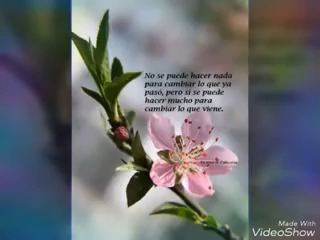 No se puede hacer nada
para cambiar lo que ya
pasó, pero si se puede
hacer mucho para
cambiar lo que viene.
Made With
VideoShow